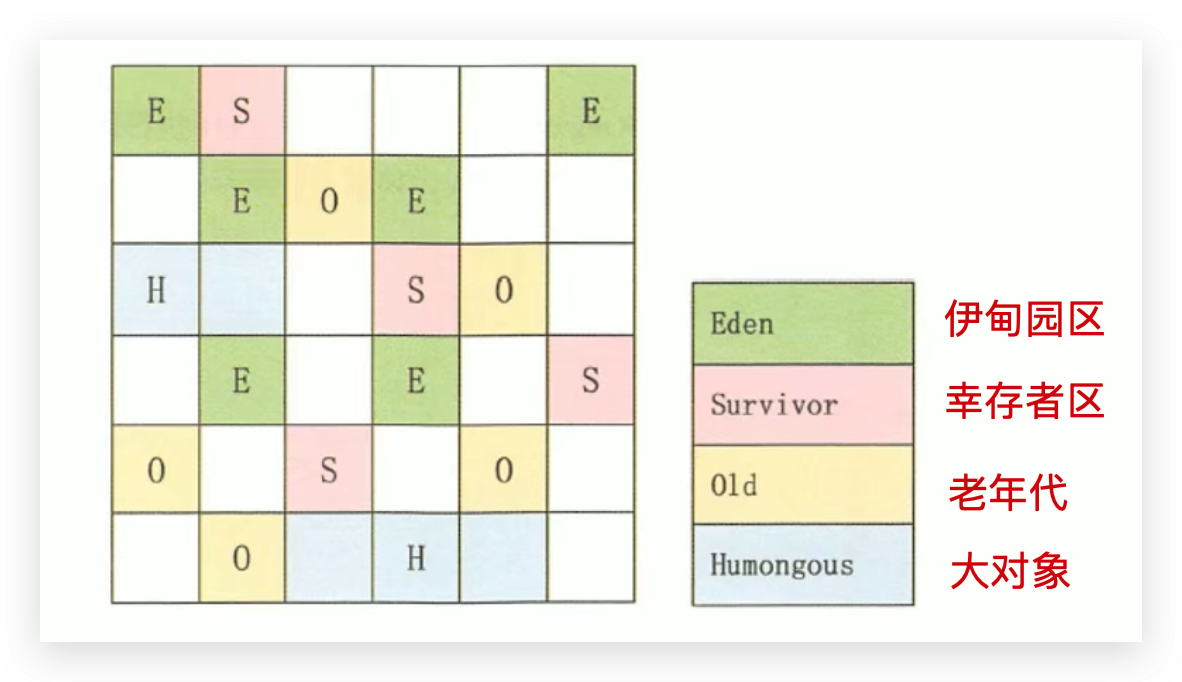 E S E
E O E
H S O
E E S
O S O
O H
Eden 伊甸园区
Survivor 幸存者区
Old 老年代
Humongous 大对象